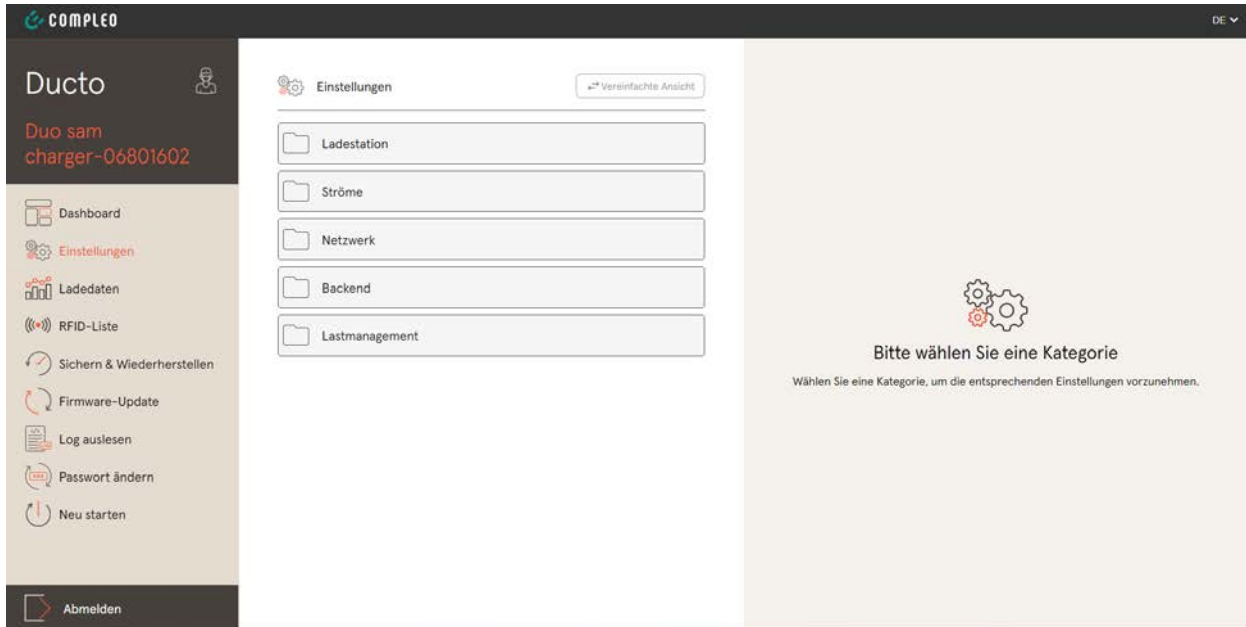 COMPLEO
DE
Ducto
Duo sam
charger-06801602
Dashboard
Einstellungen
Ladedaten
RFID-Liste
Sichern & Wiederherstellen
Firmware-Update
Log auslesen
Passwort ändern
Neu starten
Abmelden
Einstellungen
Vereinfachte Ansicht
Ladestation
Ströme
Netzwerk
Backend
Lastmanagement
Bitte wählen Sie eine Kategorie
Wählen Sie eine Kategorie, um die entsprechenden Einstellungen vorzunehmen.